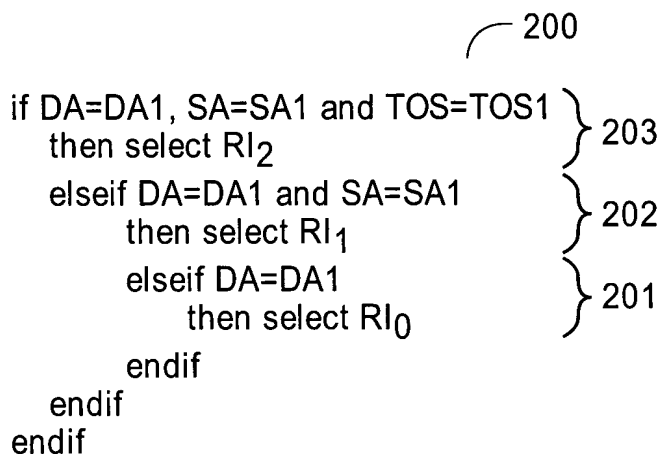 200
if DA=DA1, SA=SA1 and TOS=TOS1
then select RI2
203
elseif DA=DA1 and SA=SA1
then select RI1
202
elseif DA=DA1
then select RI0
201
endif
endif
endif